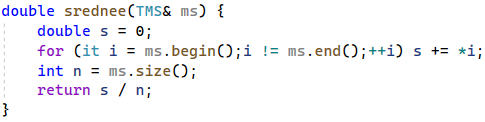 double srednee(TMS& ms) {
    double s = 0;
    for (it i = ms.begin();i != ms.end();++i) s += *i;
    int n = ms.size();
    return s / n;
}